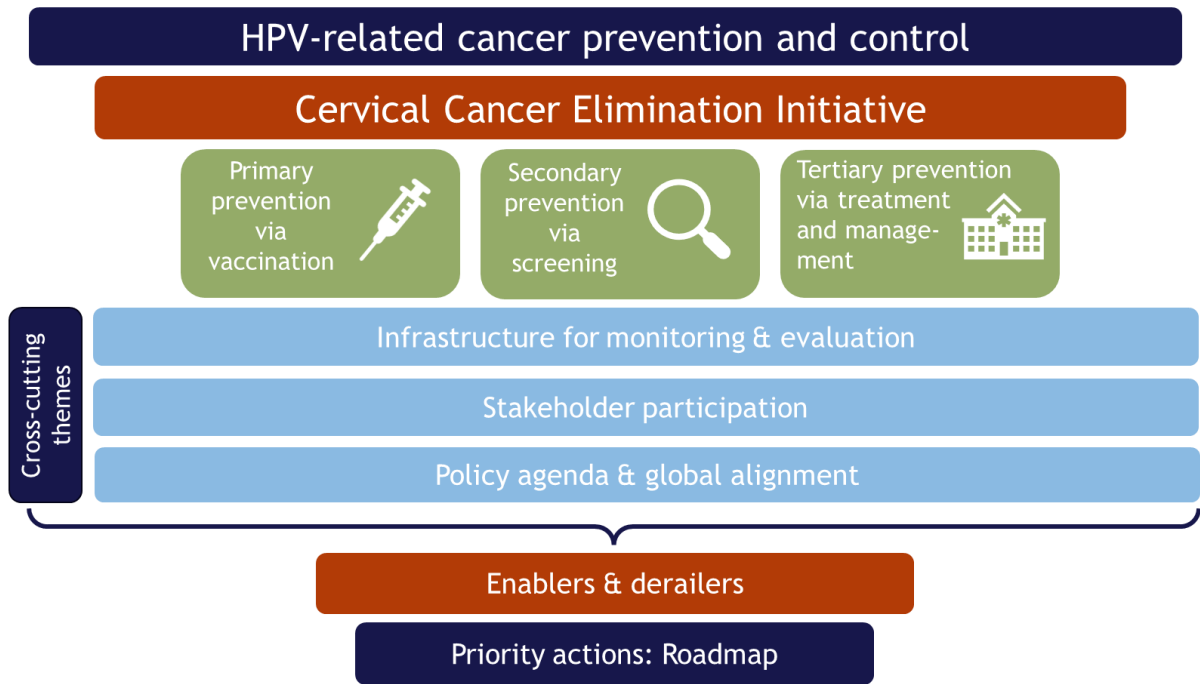 HPV-related cancer prevention and control
Cervical Cancer Elimination Initiative
Primary
prevention
via
vaccination
Secondary
prevention
via
screening
Tertiary prevention
via treatment
and manage-
ment
Cross-cutting
themes
Infrastructure for monitoring & evaluation
Stakeholder participation
Policy agenda & global alignment
Enablers & derailers
Priority actions: Roadmap